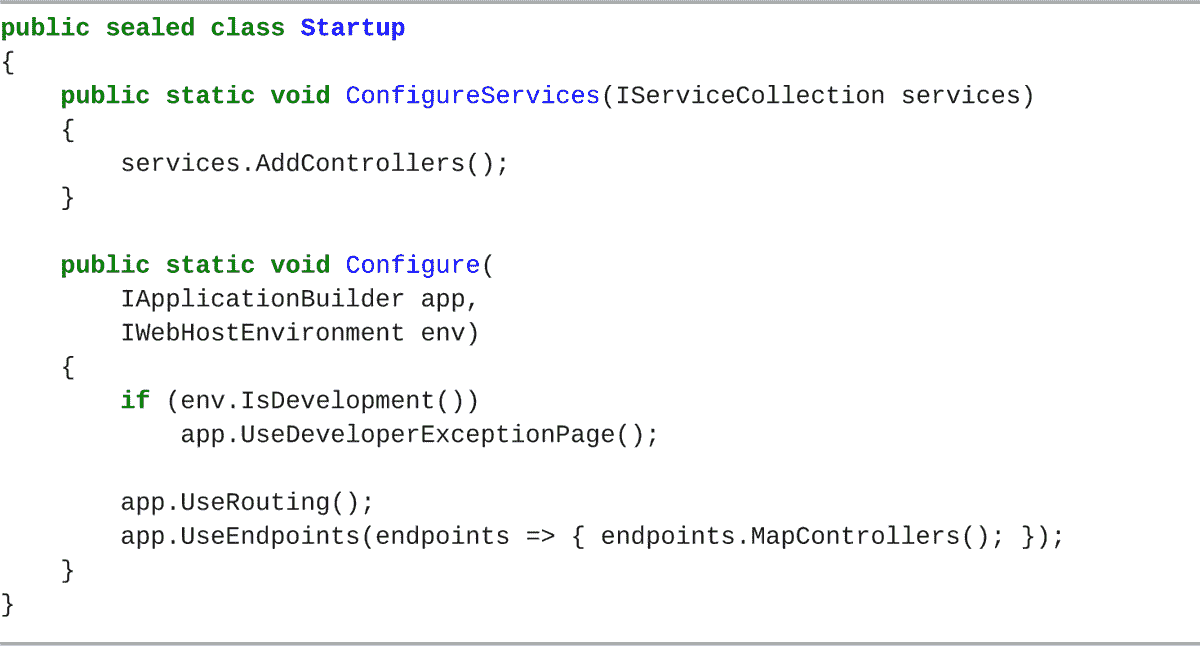 public sealed class Startup
{
    public static void ConfigureServices(IServiceCollection services)
    {
        services.AddControllers();
    }

    public static void Configure(
        IApplicationBuilder app,
        IWebHostEnvironment env)
    {
        if (env.IsDevelopment())
            app.UseDeveloperExceptionPage();

        app.UseRouting();
        app.UseEndpoints(endpoints => { endpoints.MapControllers(); });
    }
}